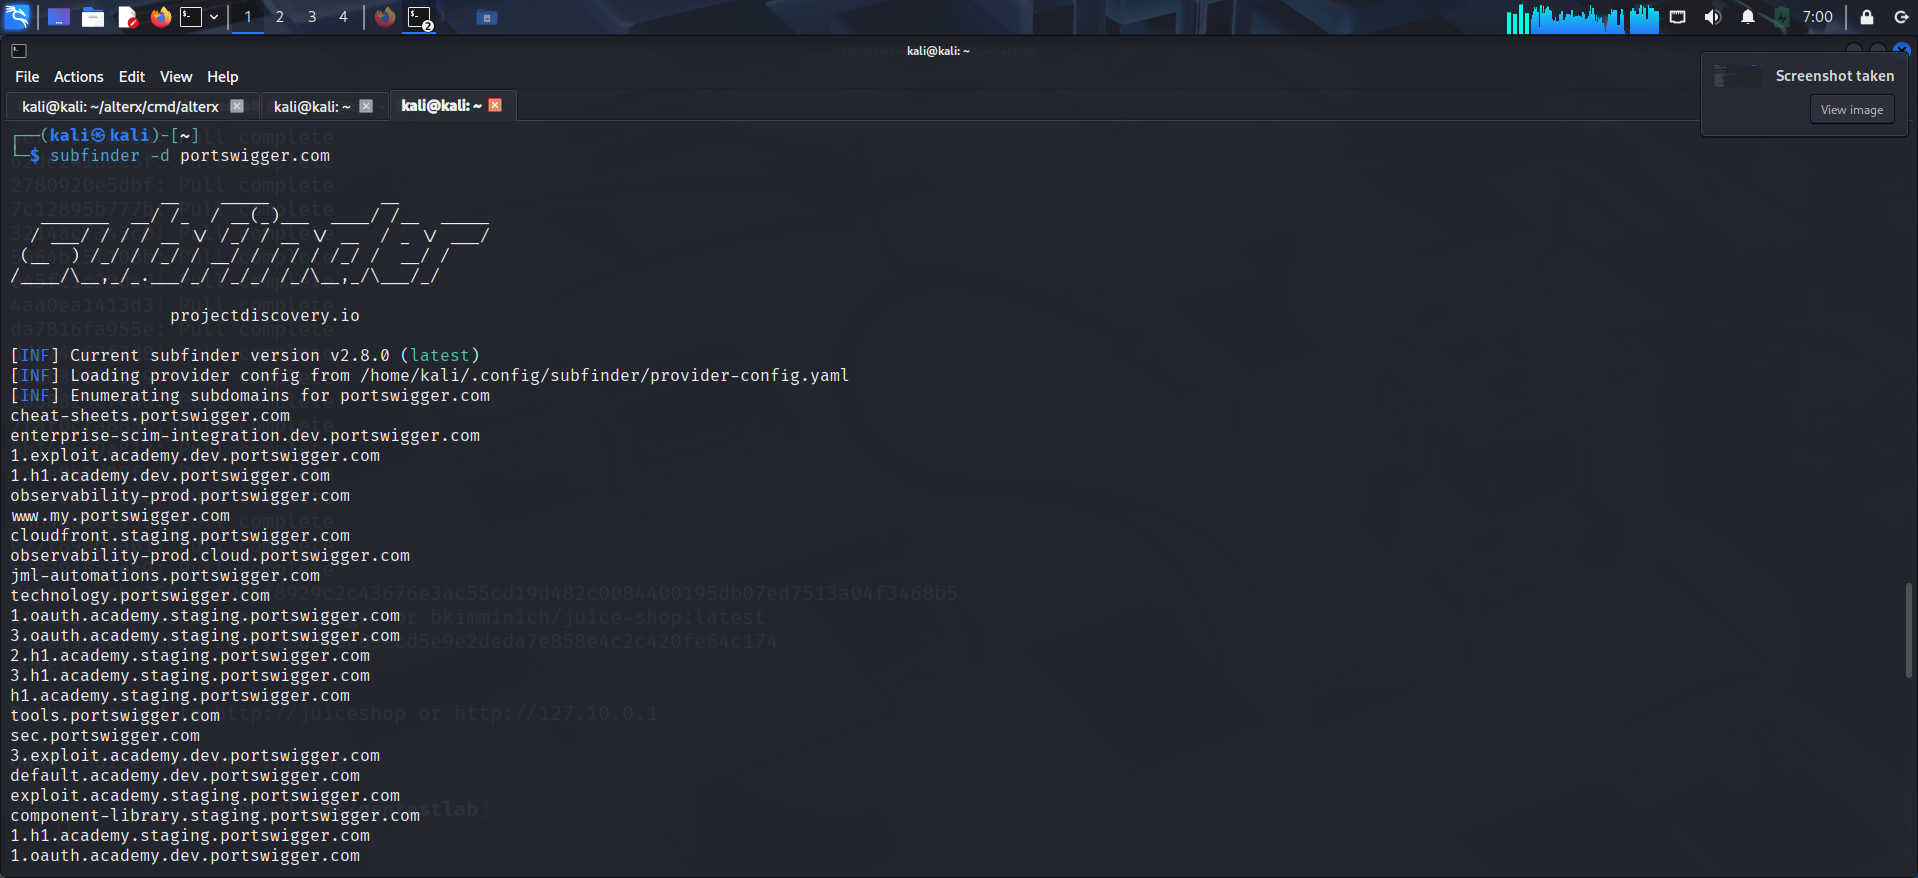 1 2 3 4 2 7:00
kali@kali: ~
File Actions Edit View Help
Screenshot taken
View image
kali@kali: ~/alterx/cmd/alterx kali@kali: ~ kali@kali: ~
(kali㉿kali)-[~]
$ subfinder -d portswigger.com
subfinder
projectdiscovery.io
[INF] Current subfinder version v2.8.0 (latest)
[INF] Loading provider config from /home/kali/.config/subfinder/provider-config.yaml
[INF] Enumerating subdomains for portswigger.com
cheat-sheets.portswigger.com
enterprise-scim-integration.dev.portswigger.com
1.exploit.academy.dev.portswigger.com
1.h1.academy.dev.portswigger.com
observability-prod.portswigger.com
www.my.portswigger.com
cloudfront.staging.portswigger.com
observability-prod.cloud.portswigger.com
jml-automations.portswigger.com
technology.portswigger.com
1.oauth.academy.staging.portswigger.com
3.oauth.academy.staging.portswigger.com
2.h1.academy.staging.portswigger.com
3.h1.academy.staging.portswigger.com
h1.academy.staging.portswigger.com
tools.portswigger.com
sec.portswigger.com
3.exploit.academy.dev.portswigger.com
default.academy.dev.portswigger.com
exploit.academy.staging.portswigger.com
component-library.staging.portswigger.com
1.h1.academy.staging.portswigger.com
1.oauth.academy.dev.portswigger.com